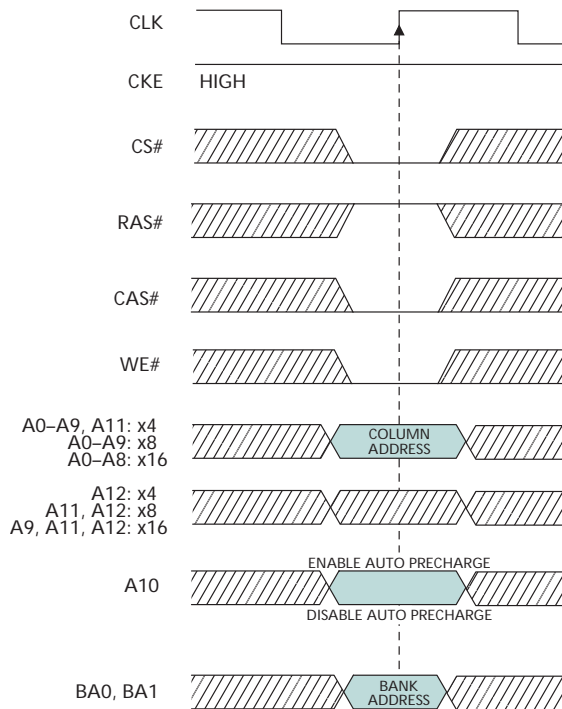 CLK
CKE HIGH
CS#
RAS#
CAS#
WE#
A0–A9, A11: x4
A0–A9: x8
A0–A8: x16
COLUMN
ADDRESS
A12: x4
A11, A12: x8
A9, A11, A12: x16
ENABLE AUTO PRECHARGE
A10
DISABLE AUTO PRECHARGE
BA0, BA1
BANK
ADDRESS